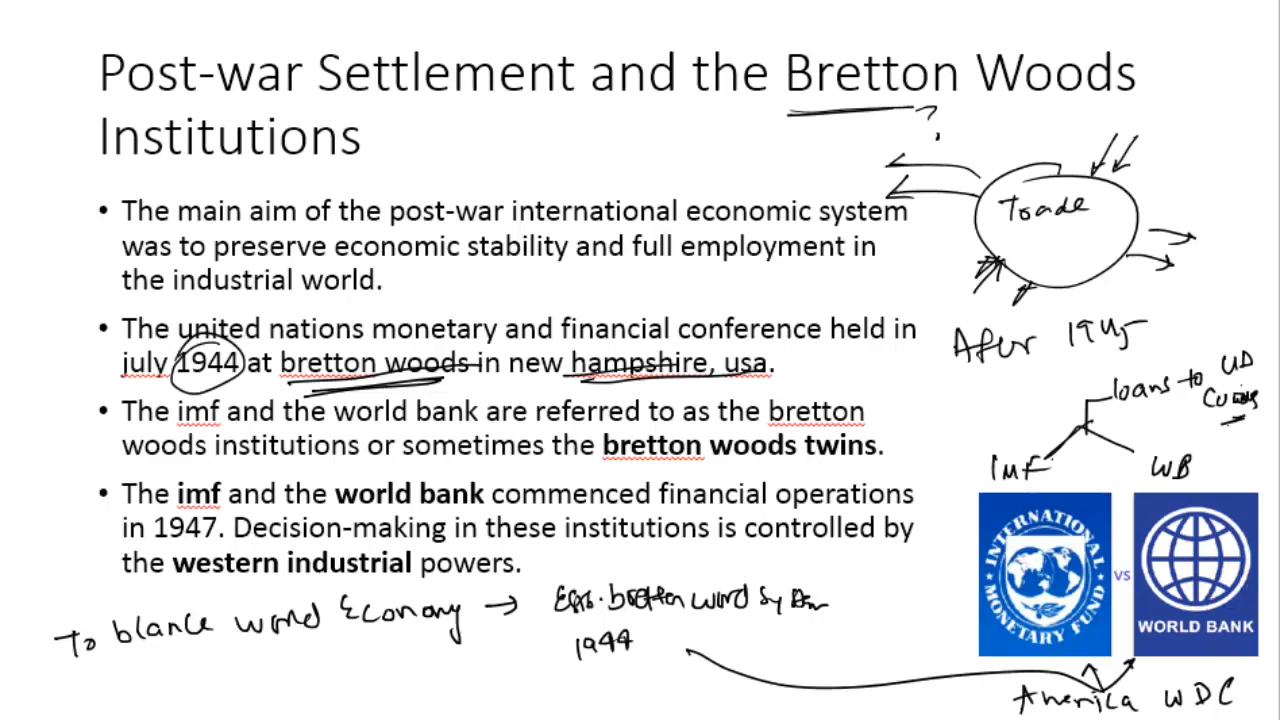 Post-war Settlement and the Bretton Woods
Institutions
?
• The main aim of the post-war international economic system
was to preserve economic stability and full employment in
the industrial world.
• The united nations monetary and financial conference held in
july 1944 at bretton woods in new hampshire, usa.
• The imf and the world bank are referred to as the bretton
woods institutions or sometimes the bretton woods twins.
• The imf and the world bank commenced financial operations
in 1947. Decision-making in these institutions is controlled by
the western industrial powers.
Trade
After 1945
loans to UD
IMF
WB
INTERNATIONAL
MONETARY FUND
vs
WORLD BANK
To blance world Economy → 
1944
America WDC